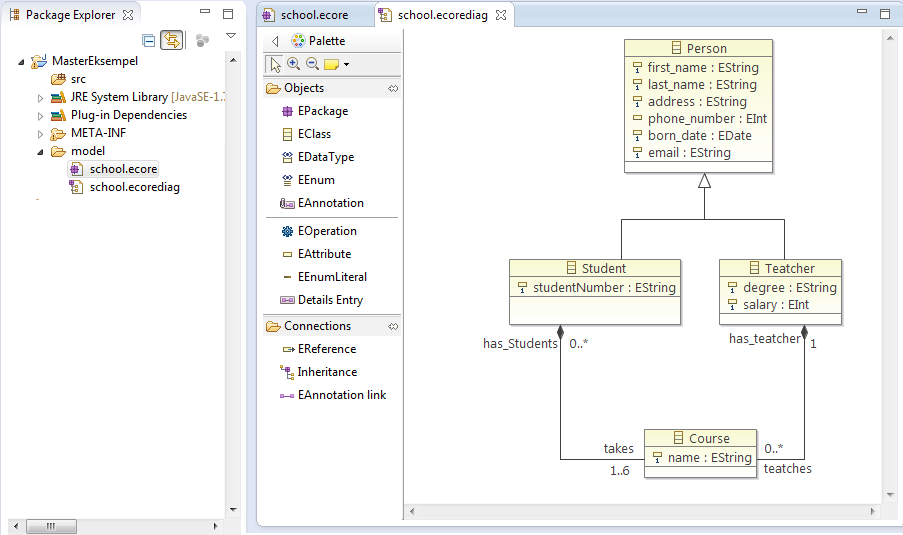 Package Explorer
MasterEksempel
src
JRE System Library [JavaSE-1.7
Plug-in Dependencies
META-INF
model
school.ecore
school.ecorediag
school.ecore
school.ecorediag
Palette
Objects
EPackage
EClass
EDataType
EEnum
EAnnotation
EOperation
EAttribute
EEnumLiteral
Details Entry
Connections
EReference
Inheritance
EAnnotation link
Person
first_name : EString
last_name : EString
address : EString
phone_number : EInt
born_date : EDate
email : EString
Student
studentNumber : EString
Teatcher
degree : EString
salary : EInt
has_Students
0..*
has_teatcher
1
takes
1..6
Course
name : EString
0..*
teatches